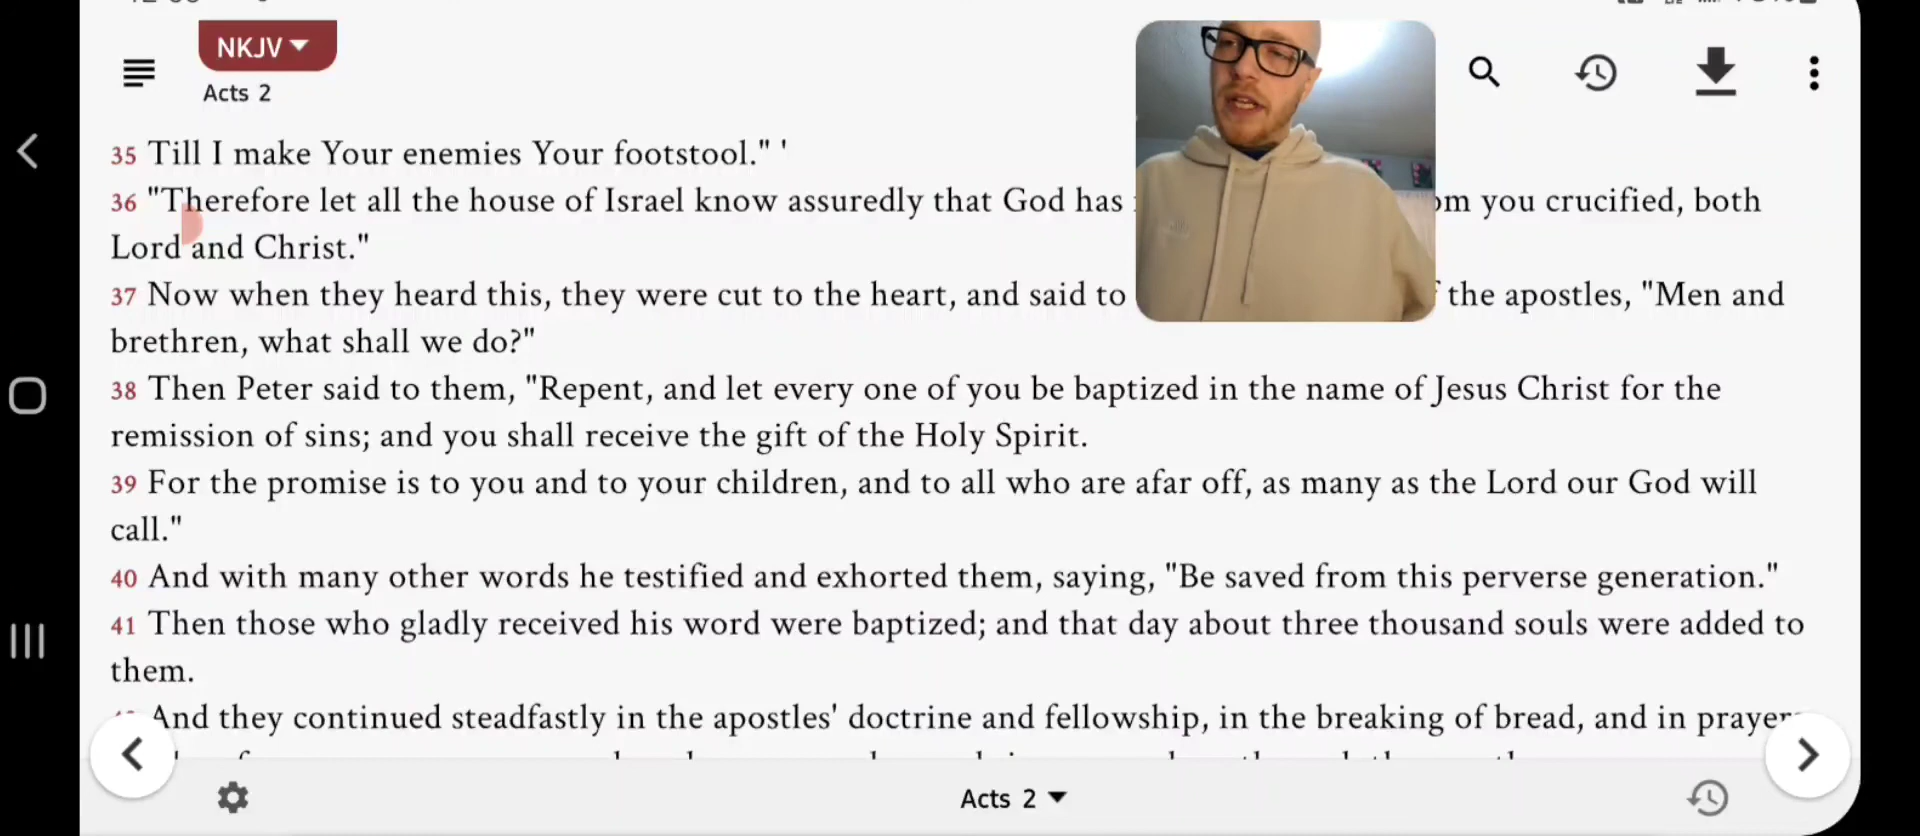 NKJV
Acts 2
35 Till I make Your enemies Your footstool." '
36 "Therefore let all the house of Israel know assuredly that God has you crucified, both
Lord and Christ."
37 Now when they heard this, they were cut to the heart, and said to the apostles, "Men and
brethren, what shall we do?"
38 Then Peter said to them, "Repent, and let every one of you be baptized in the name of Jesus Christ for the
remission of sins; and you shall receive the gift of the Holy Spirit.
39 For the promise is to you and to your children, and to all who are afar off, as many as the Lord our God will
call."
40 And with many other words he testified and exhorted them, saying, "Be saved from this perverse generation."
41 Then those who gladly received his word were baptized; and that day about three thousand souls were added to
them.
And they continued steadfastly in the apostles' doctrine and fellowship, in the breaking of bread, and in
Acts 2